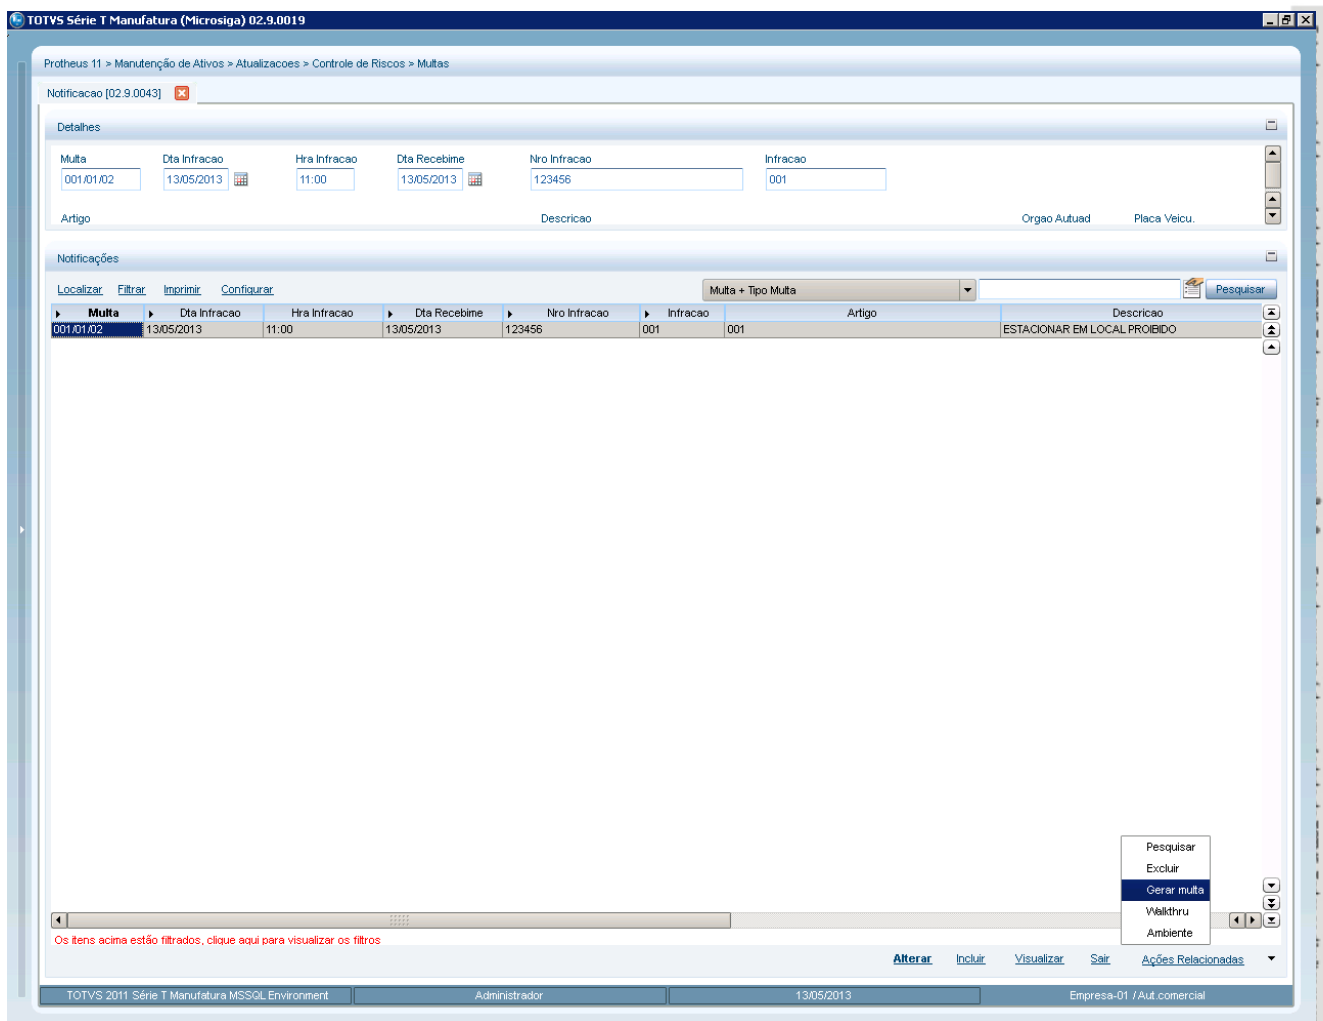 TOTVS Série T Manufatura (Microsiga) 02.9.0019
Protheus 11 > Manutenção de Ativos > Atualizacoes > Controle de Riscos > Multas
Notificacao [02.9.0043]
Detalhes
Multa Dta Infracao Hra Infracao Dta Recebime Nro Infracao Infracao
001/01/02 13/05/2013 11:00 13/05/2013 123456 001
Artigo Descricao Orgao Autuad Placa Veicu.
Notificações
Localizar Filtrar Imprimir Configurar Multa + Tipo Multa Pesquisar
Multa Dta Infracao Hra Infracao Dta Recebime Nro Infracao Infracao Artigo Descricao
001/01/02 13/05/2013 11:00 13/05/2013 123456 001 001 ESTACIONAR EM LOCAL PROIBIDO
Pesquisar
Excluir
Gerar multa
Walkthru
Ambiente
Os itens acima estão filtrados, clique aqui para visualizar os filtros
Alterar Incluir Visualizar Sair Ações Relacionadas
TOTVS 2011 Série T Manufatura MSSQL Environment Administrador 13/05/2013 Empresa-01 / Aut.comercial